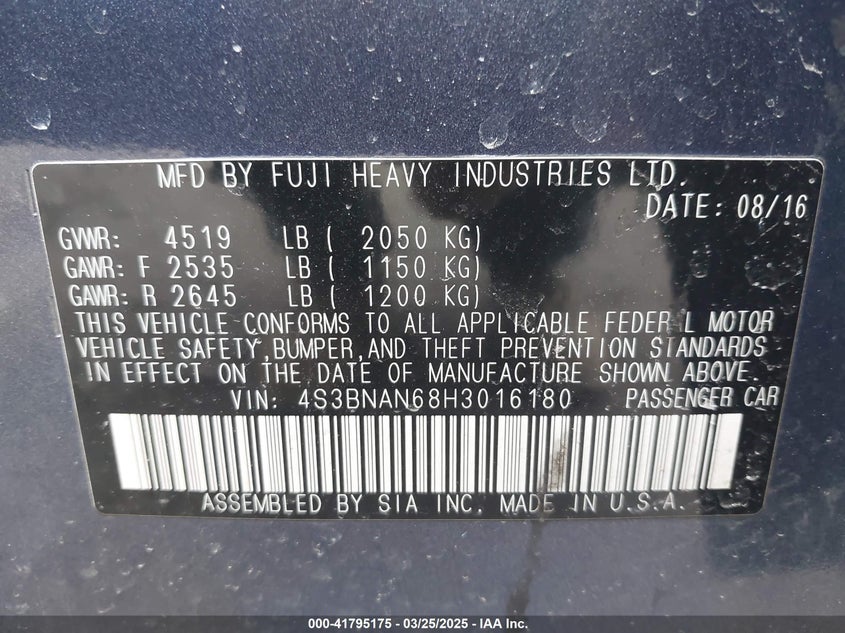 MFD BY FUJI HEAVY INDUSTRIES LTD.
DATE: 08/16
GVWR: 4519 LB ( 2050 KG)
GAWR: F 2535 LB ( 1150 KG)
GAWR: R 2645 LB ( 1200 KG)
THIS VEHICLE CONFORMS TO ALL APPLICABLE FEDER L MOTOR
VEHICLE SAFETY,BUMPER,AND THEFT PREVENTION STANDARDS
IN EFFECT ON THE DATE OF MANUFACTURE SHOWN ABOVE.
VIN: 4S3BNAN68H3016180 PASSENGER CAR
ASSEMBLED BY SIA INC. MADE IN U.S.A.
000-41795175 - 03/25/2025 - IAA Inc.